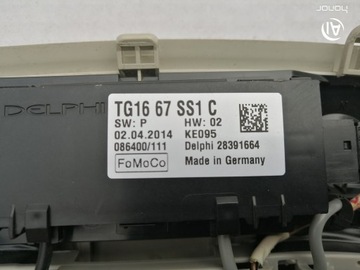 honor
DELPHI
TG16 67 SS1 C
SW: P HW: 02
02.04.2014 KE095
086400/111 Delphi 28391664
FoMoCo Made in Germany